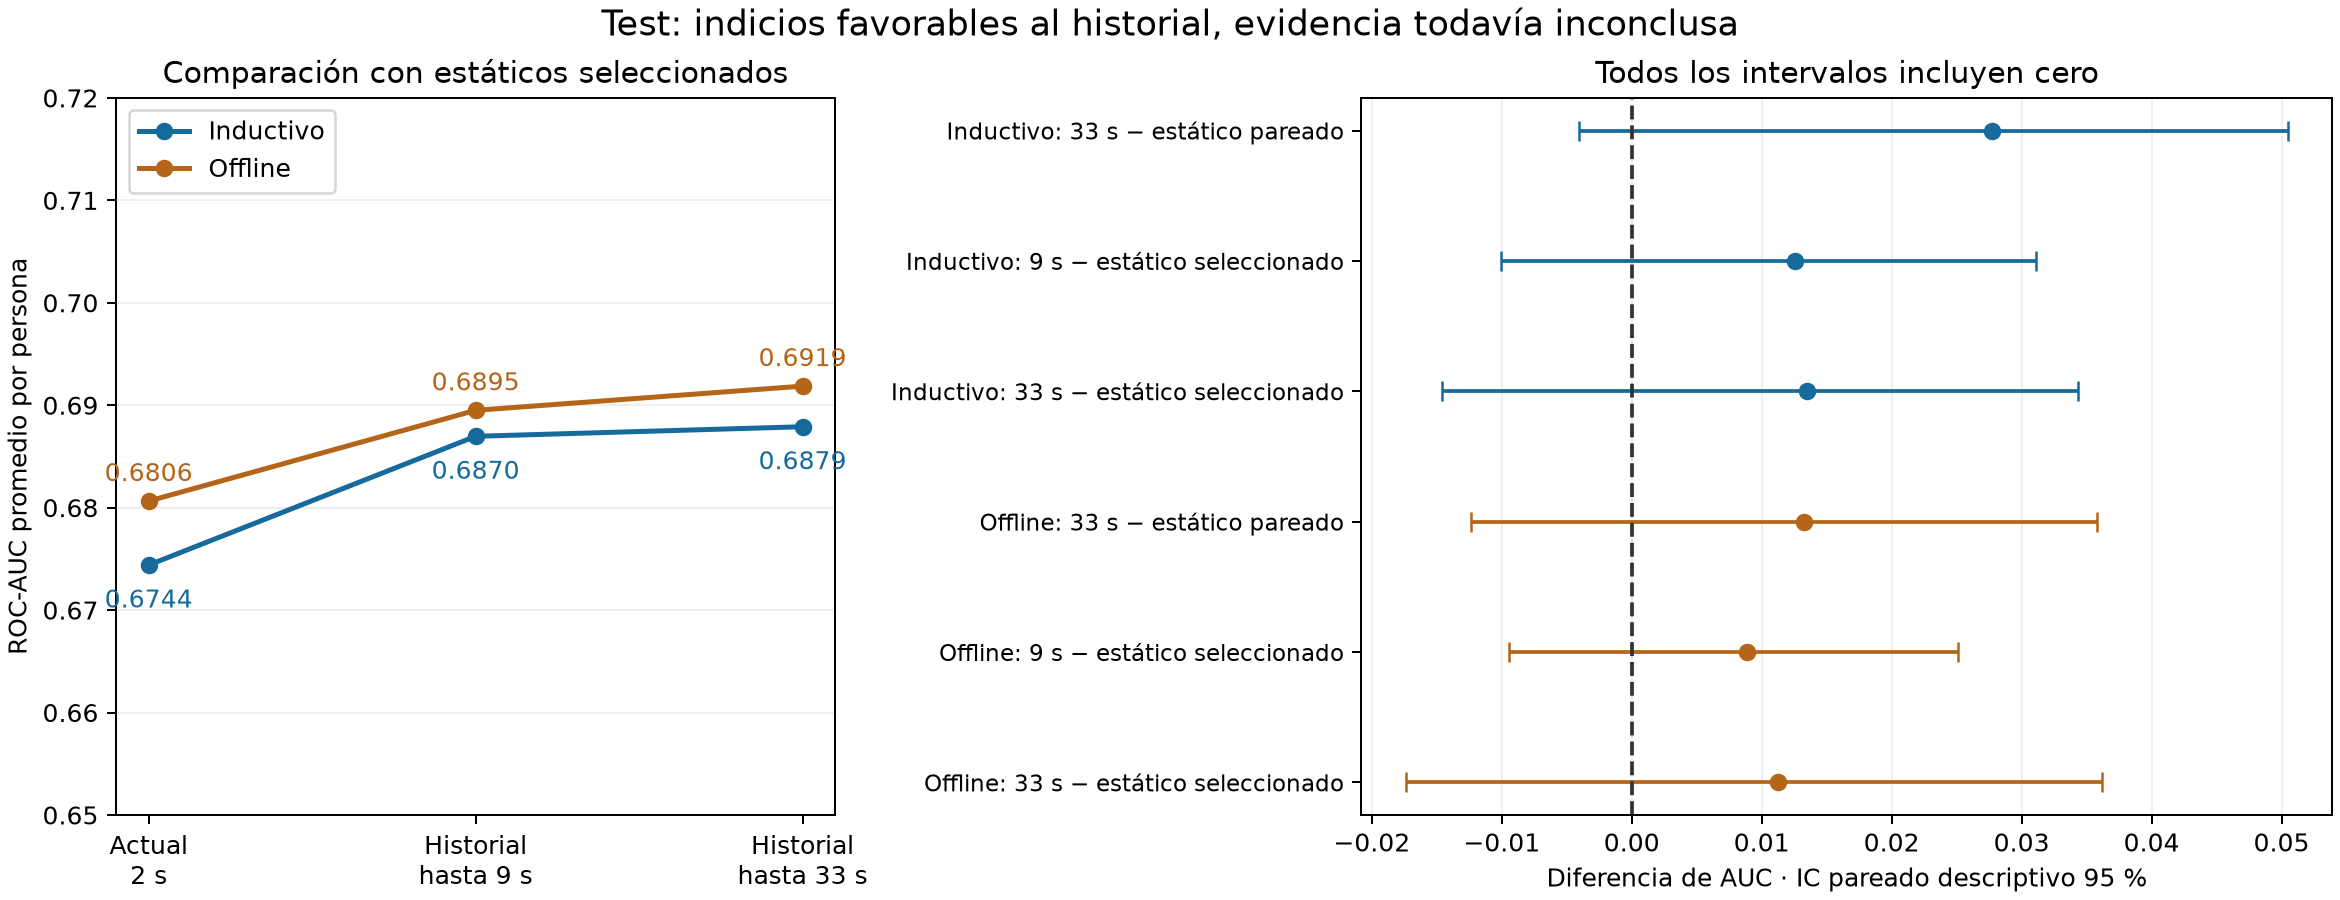 Test: indicios favorables al historial, evidencia todavía inconclusa
Comparación con estáticos seleccionados
ROC-AUC promedio por persona
0.72
0.71
0.70
0.69
0.68
0.67
0.66
0.65
Inductivo
Offline
0.6806
0.6895
0.6919
0.6744
0.6870
0.6879
Actual
2 s
Historial
hasta 9 s
Historial
hasta 33 s
Todos los intervalos incluyen cero
Inductivo: 33 s − estático pareado
Inductivo: 9 s − estático seleccionado
Inductivo: 33 s − estático seleccionado
Offline: 33 s − estático pareado
Offline: 9 s − estático seleccionado
Offline: 33 s − estático seleccionado
−0.02 −0.01 0.00 0.01 0.02 0.03 0.04 0.05
Diferencia de AUC · IC pareado descriptivo 95 %